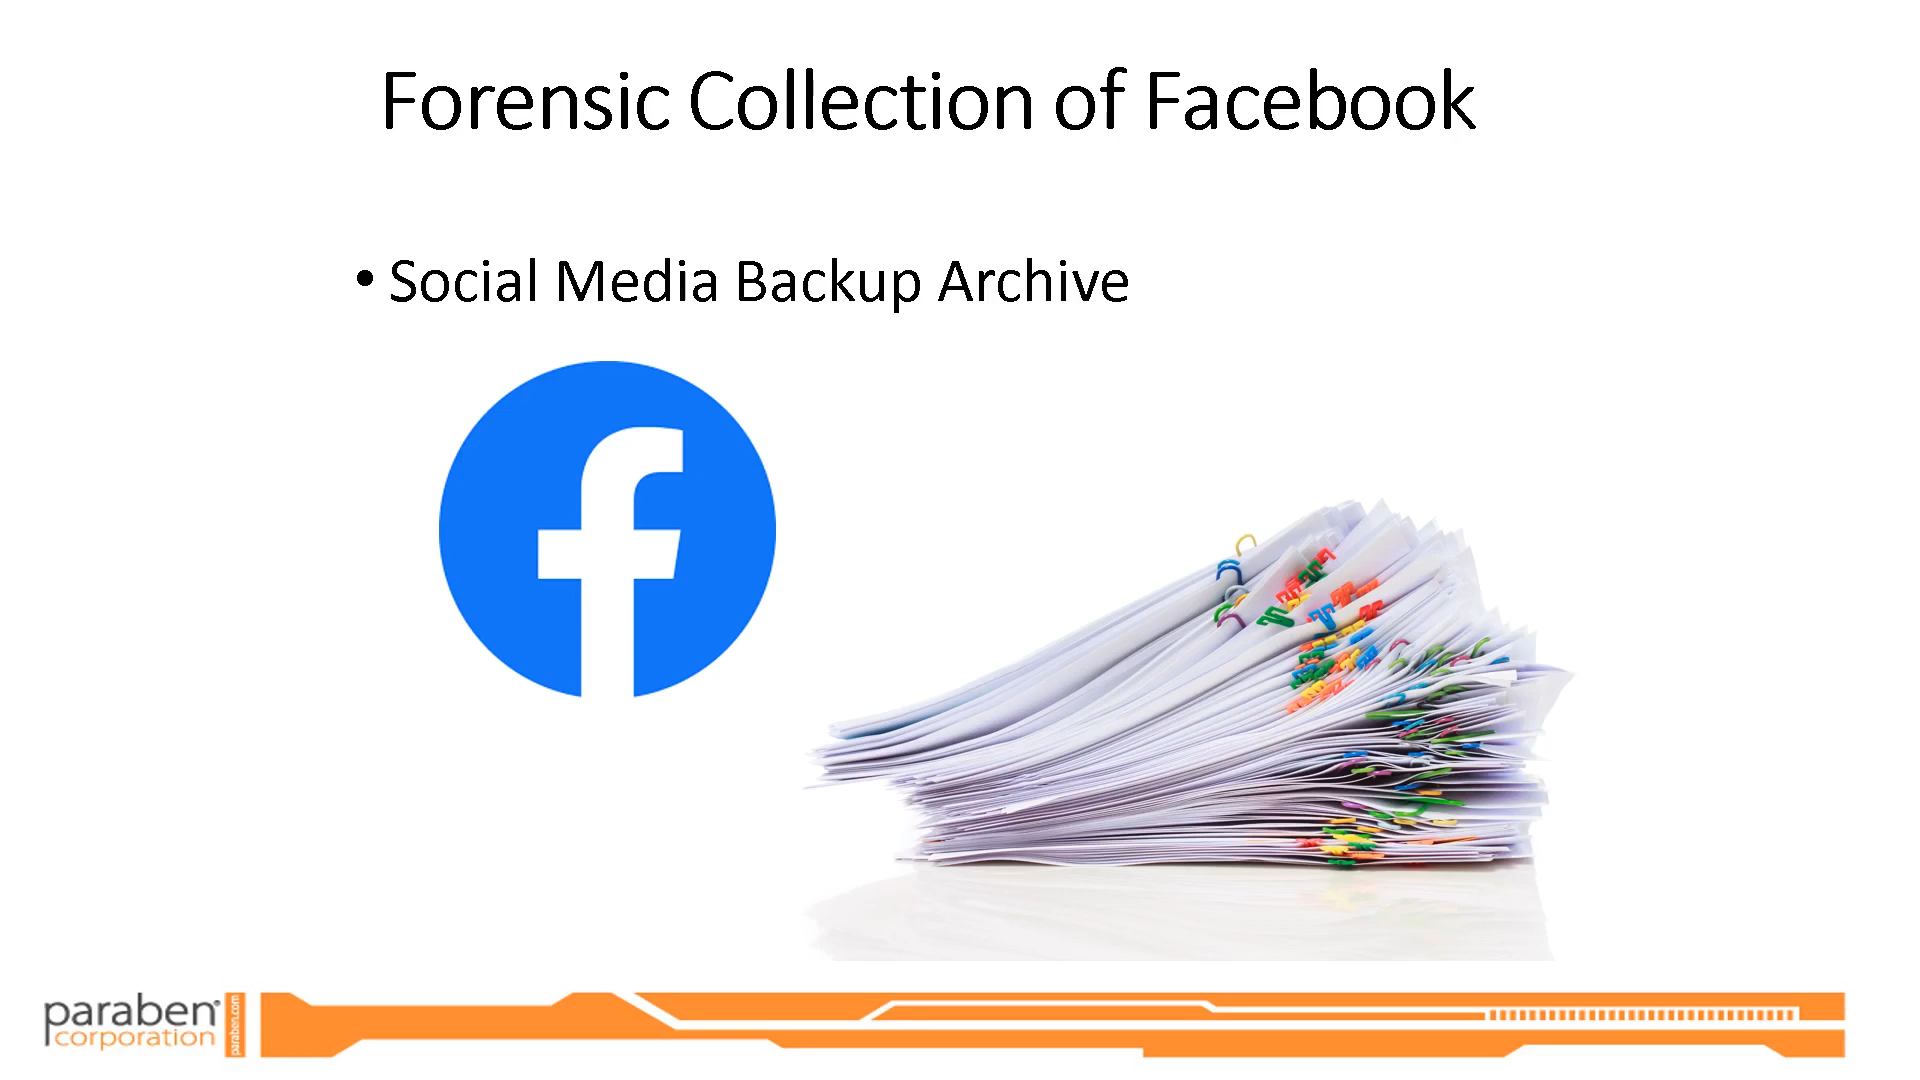 Forensic Collection of Facebook
• Social Media Backup Archive
paraben®
corporation
paraben.com